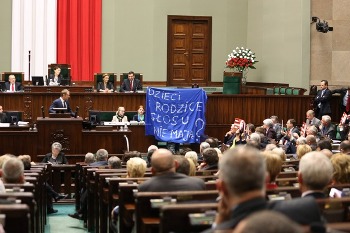 DZIECI
RODZICE
GŁOSU
NIE MAJĄ?